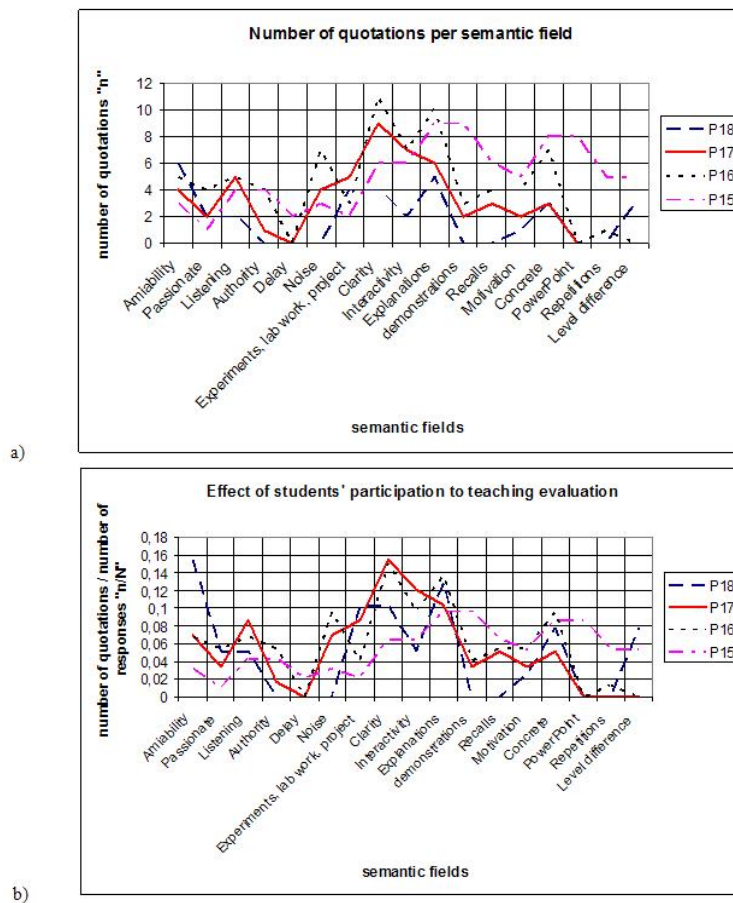 Number of quotations per semantic field
number of quotations "n"
12
10
8
6
4
2
0
Amiability
Passionate
Listening
Authority
Delay
Noise
Experiments, lab work, project
Clarity
Interactivity
Explanations
demonstrations
Recalls
Motivation
Concrete
PowerPoint
Repetitions
Level difference
semantic fields
P18
P17
P16
P15
a)
Effect of students' participation to teaching evaluation
number of quotations / number of
responses "n/N"
0,18
0,16
0,14
0,12
0,1
0,08
0,06
0,04
0,02
0
Amiability
Passionate
Listening
Authority
Delay
Noise
Experiments, lab work, project
Clarity
Interactivity
Explanations
demonstrations
Recalls
Motivation
Concrete
PowerPoint
Repetitions
Level difference
semantic fields
P18
P17
P16
P15
b)